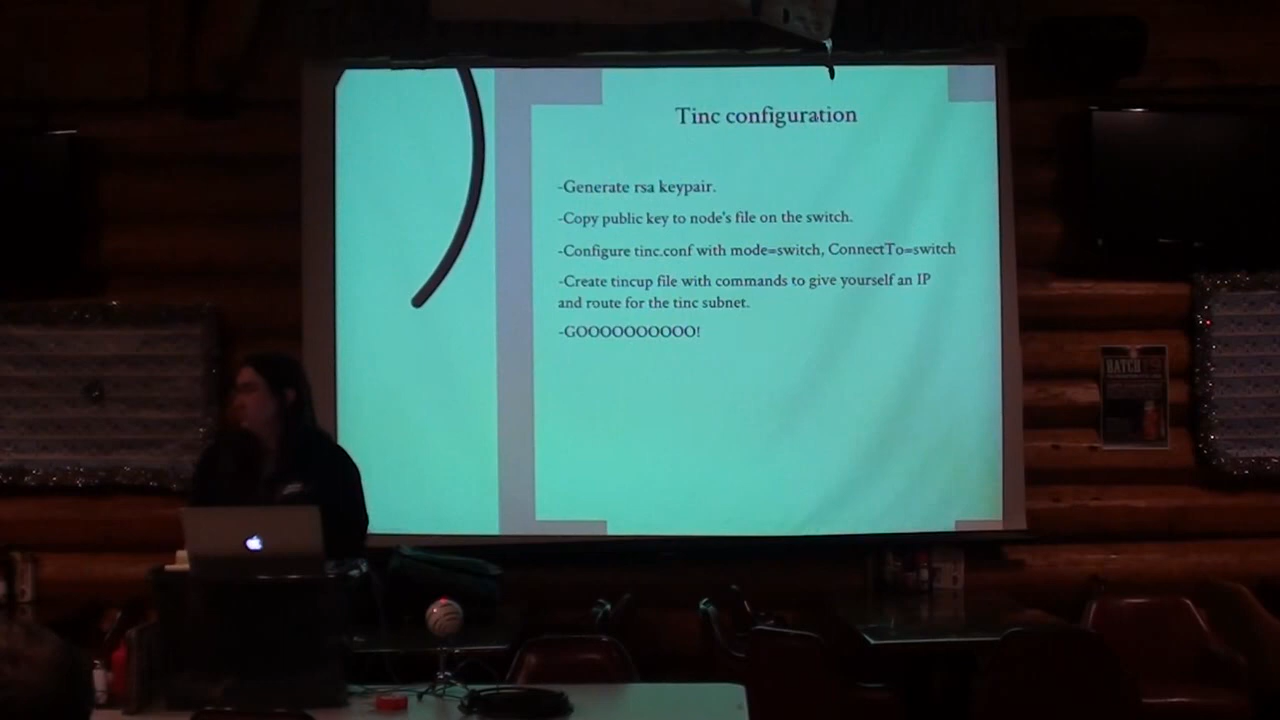 Tinc configuration
-Generate rsa keypair.
-Copy public key to node's file on the switch.
-Configure tinc.conf with mode=switch, ConnectTo=switch
-Create tincup file with commands to give yourself an IP
and route for the tinc subnet.
-GOOOOOOOOOO!
BATCH